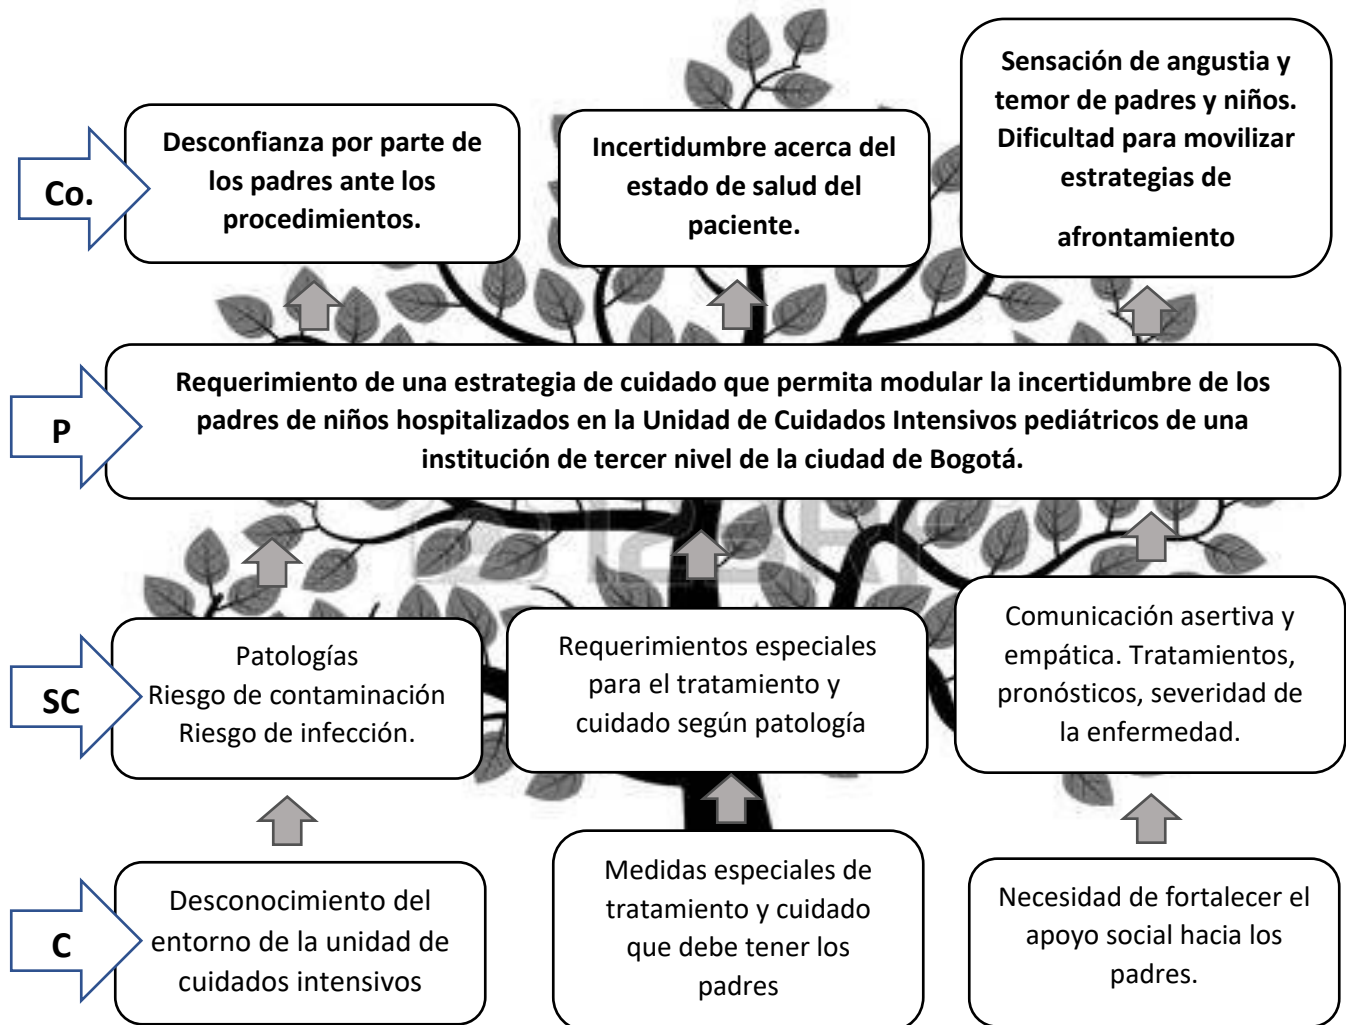 Co.
Desconfianza por parte de
los padres ante los
procedimientos.
Incertidumbre acerca del
estado de salud del
paciente.
Sensación de angustia y
temor de padres y niños.
Dificultad para movilizar
estrategias de
afrontamiento
P
Requerimiento de una estrategia de cuidado que permita modular la incertidumbre de los
padres de niños hospitalizados en la Unidad de Cuidados Intensivos pediátricos de una
institución de tercer nivel de la ciudad de Bogotá.
SC
Patologías
Riesgo de contaminación
Riesgo de infección.
Requerimientos especiales
para el tratamiento y
cuidado según patología
Comunicación asertiva y
empática. Tratamientos,
pronósticos, severidad de
la enfermedad.
C
Desconocimiento del
entorno de la unidad de
cuidados intensivos
Medidas especiales de
tratamiento y cuidado
que debe tener los
padres
Necesidad de fortalecer el
apoyo social hacia los
padres.